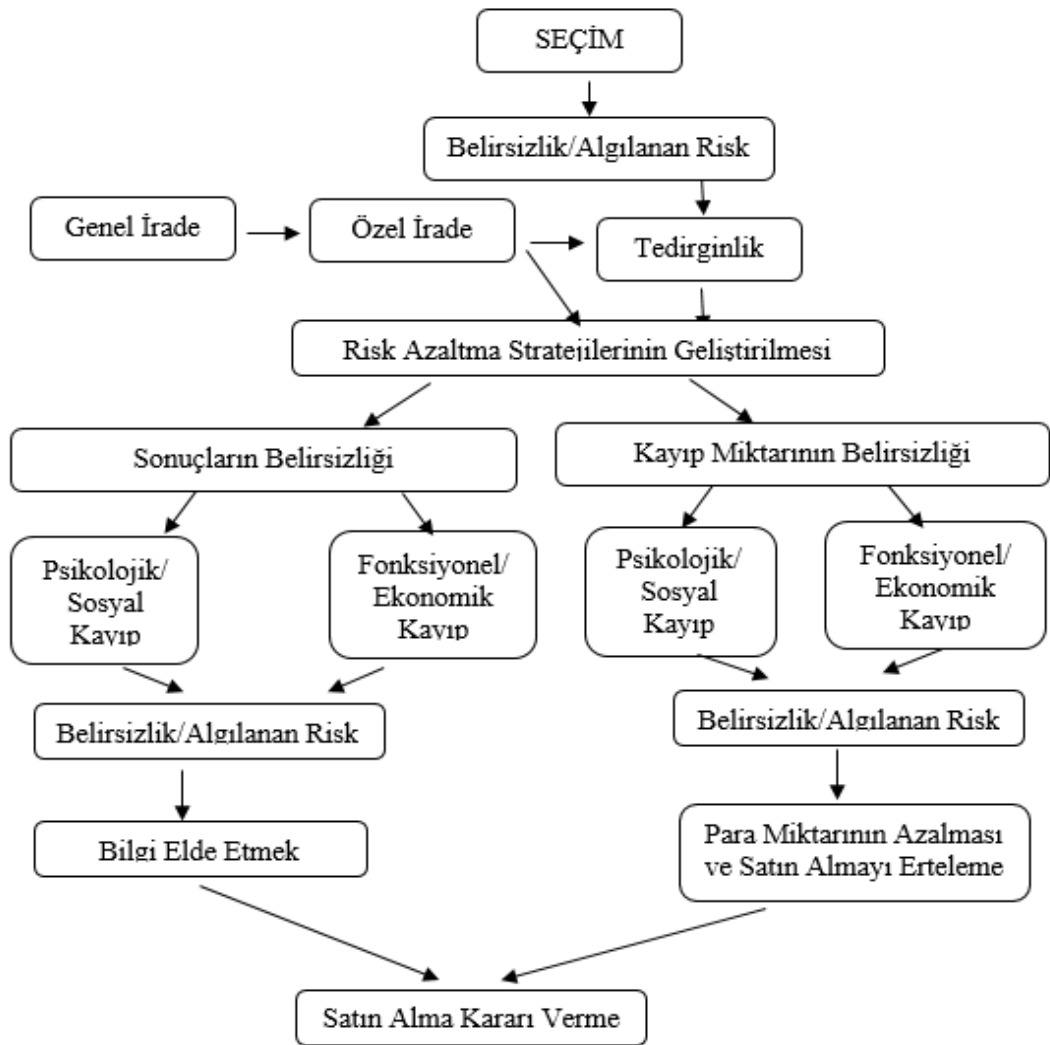 SEÇİM
Belirsizlik/Algılanan Risk
Genel İrade
Özel İrade
Tedirginlik
Risk Azaltma Stratejilerinin Geliştirilmesi
Sonuçların Belirsizliği
Kayıp Miktarının Belirsizliği
Psikolojik/
Sosyal
Kayıp
Fonksiyonel/
Ekonomik
Kayıp
Psikolojik/
Sosyal
Kayıp
Fonksiyonel/
Ekonomik
Kayıp
Belirsizlik/Algılanan Risk
Belirsizlik/Algılanan Risk
Bilgi Elde Etmek
Para Miktarının Azalması
ve Satın Almayı Erteleme
Satın Alma Kararı Verme